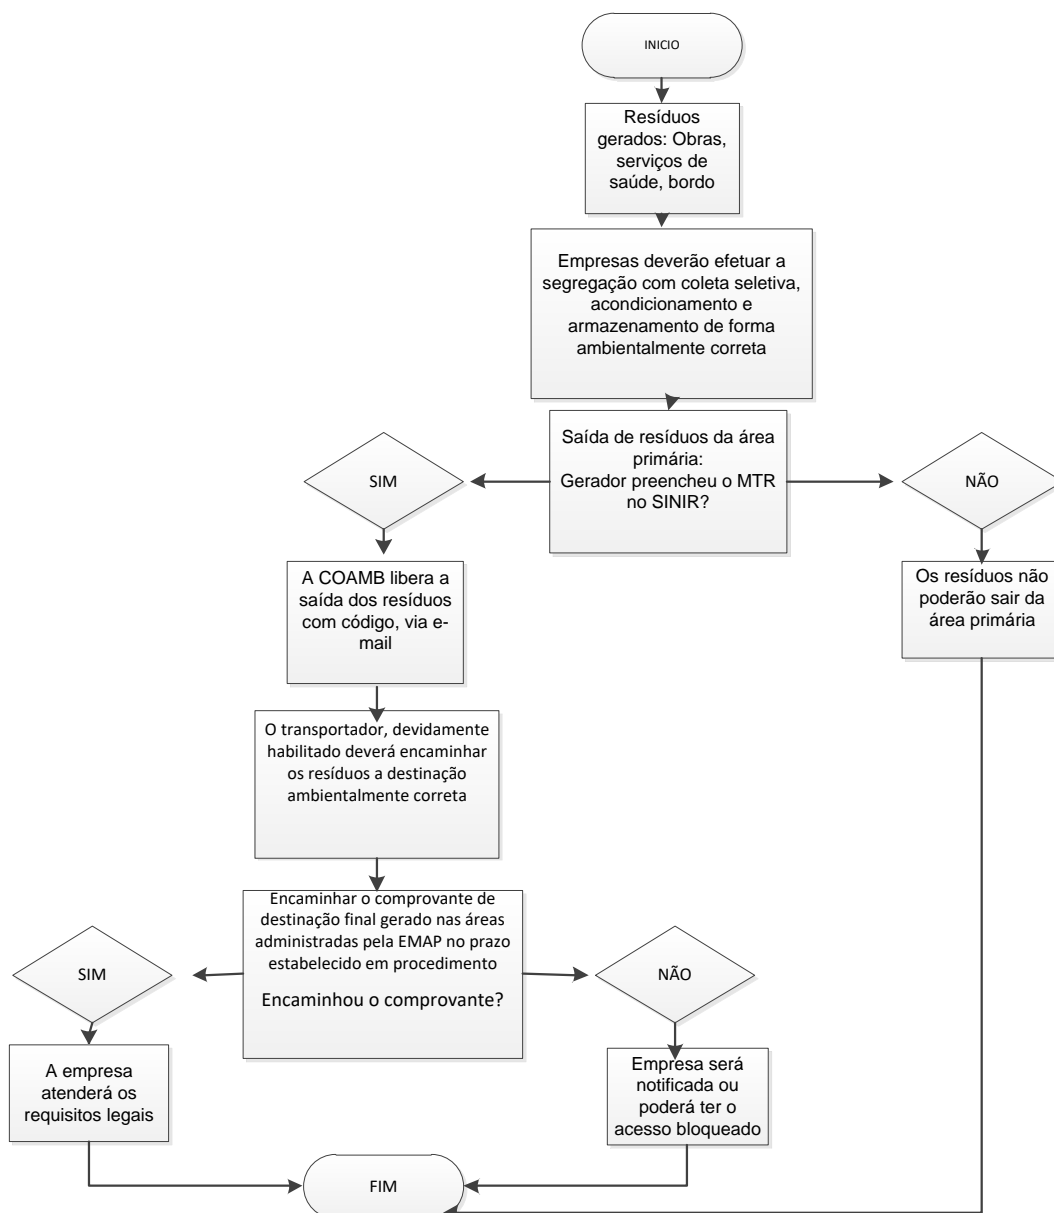 INICIO
Resíduos
gerados: Obras,
serviços de
saúde, bordo
Empresas deverão efetuar a
segregação com coleta seletiva,
acondicionamento e
armazenamento de forma
ambientalmente correta
Saída de resíduos da área
primária:
Gerador preencheu o MTR
no SINIR?
SIM
NÃO
A COAMB libera a
saída dos resíduos
com código, via e-
mail
Os resíduos não
poderão sair da
área primária
O transportador, devidamente
habilitado deverá encaminhar
os resíduos a destinação
ambientalmente correta
Encaminhar o comprovante de
destinação final gerado nas áreas
administradas pela EMAP no prazo
estabelecido em procedimento
Encaminhou o comprovante?
SIM
NÃO
A empresa
atenderá os
requisitos legais
Empresa será
notificada ou
poderá ter o
acesso bloqueado
FIM